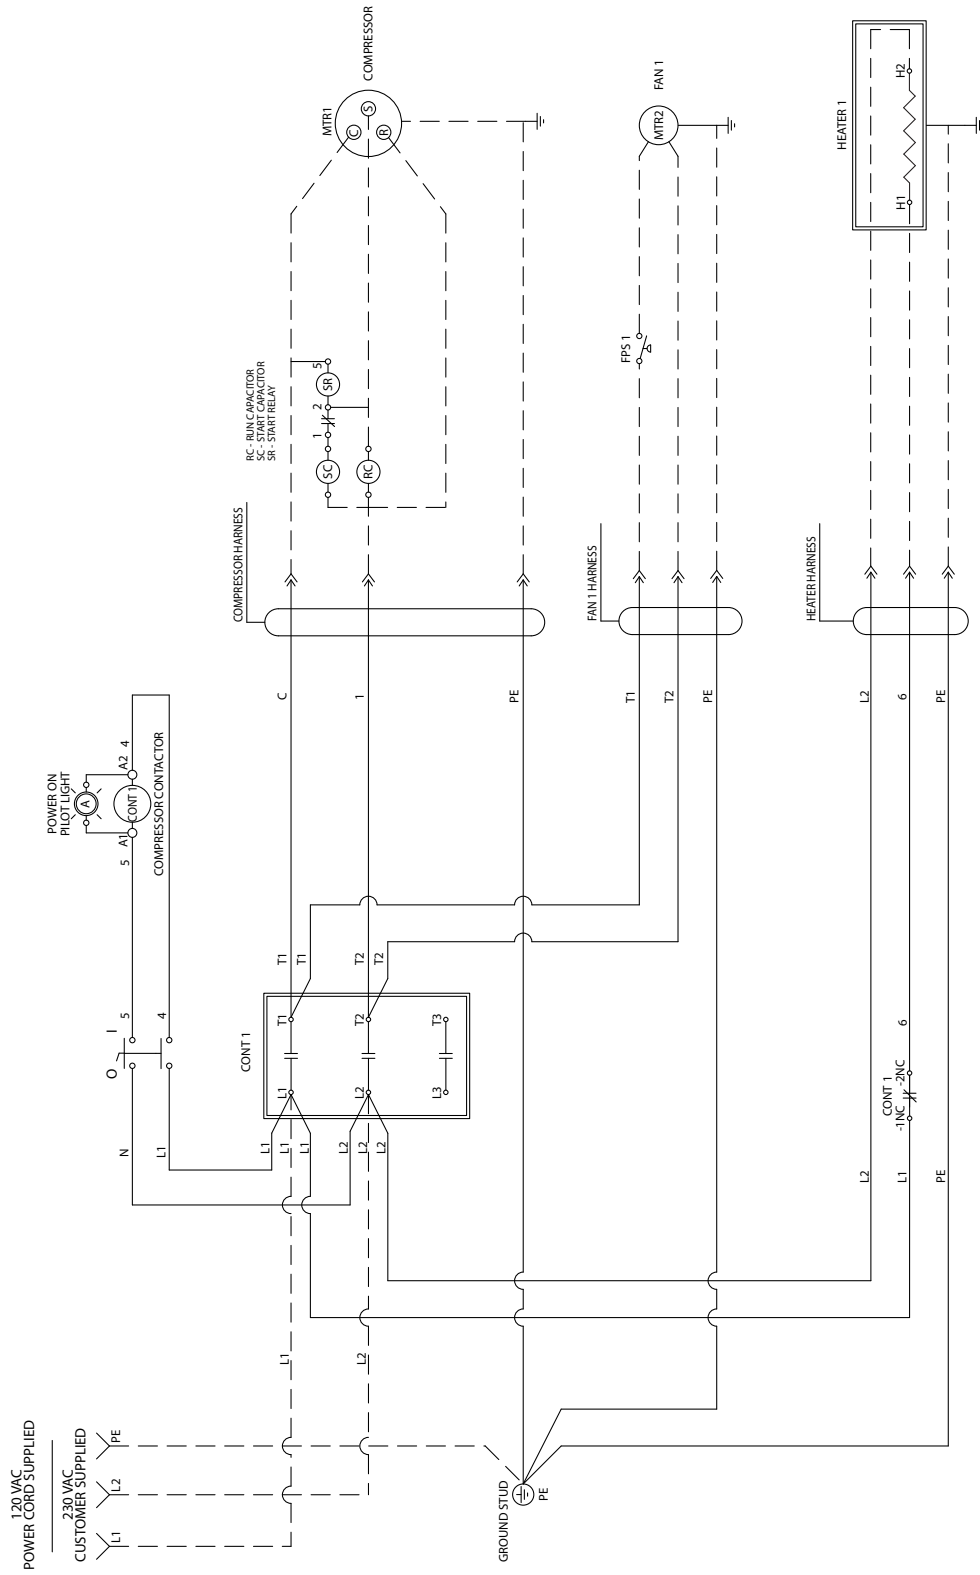 120 VAC
POWER CORD SUPPLIED
230 VAC
CUSTOMER SUPPLIED
L1
L2
PE
L1
L2
GROUND STUD
PE
N
L1
O
I
5
4
5
A1
CONT 1
A2
4
A
POWER ON
PILOT LIGHT
COMPRESSOR CONTACTOR
CONT 1
L1
L1
L1
L2
L2
L2
L1
L2
L3
T1
T2
T3
T1
T1
T2
T2
C
1
PE
COMPRESSOR HARNESS
RC - RUN CAPACITOR
SC - START CAPACITOR
SR - START RELAY
SC
1
2
SR
5
RC
MTR1
C
S
R
COMPRESSOR
T1
T2
PE
FAN 1 HARNESS
FPS 1
MTR2
FAN 1
L2
L1
PE
CONT 1
-1NC
-2NC
6
L2
6
PE
HEATER HARNESS
HEATER 1
H1
H2